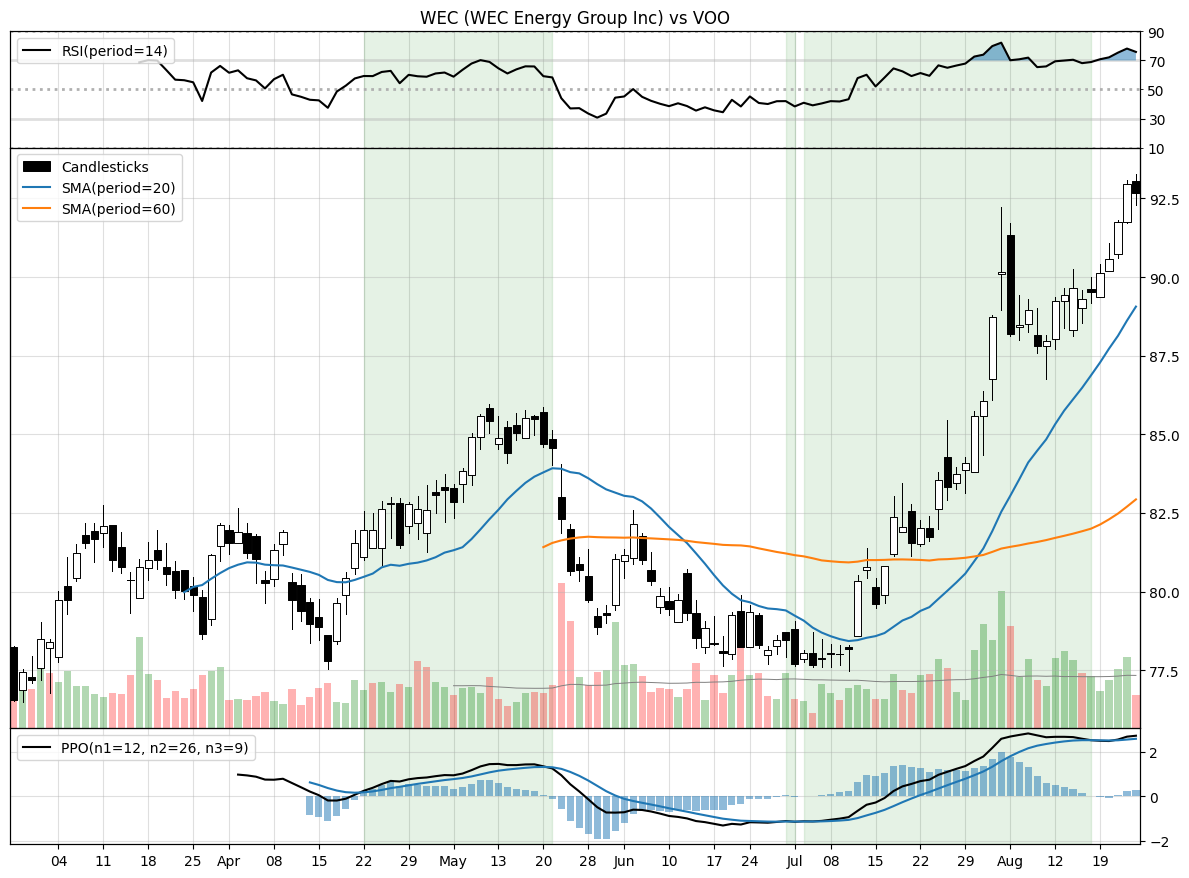 WEC (WEC Energy Group Inc) vs VOO
RSI(period=14)
90
70
50
30
10
Candlesticks
SMA(period=20)
SMA(period=60)
92.5
90.0
87.5
85.0
82.5
80.0
77.5
PPO(n1=12, n2=26, n3=9)
2
0
−2
04 11 18 25 Apr 08 15 22 29 May 13 20 28 Jun 10 17 24 Jul 08 15 22 29 Aug 12 19